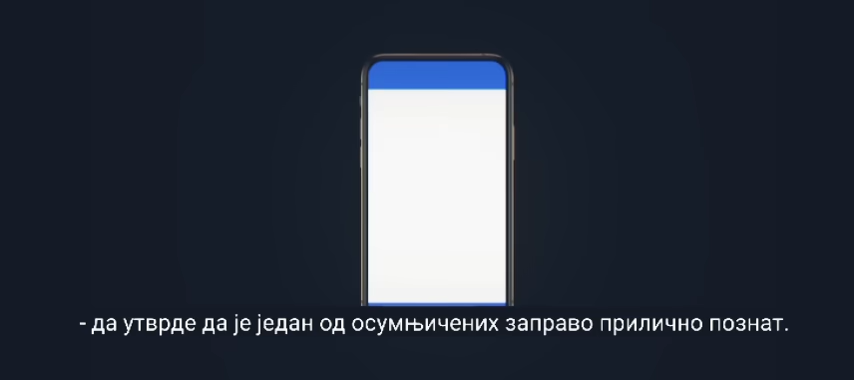 - да утврде да је један од осумњичених заправо прилично познат.